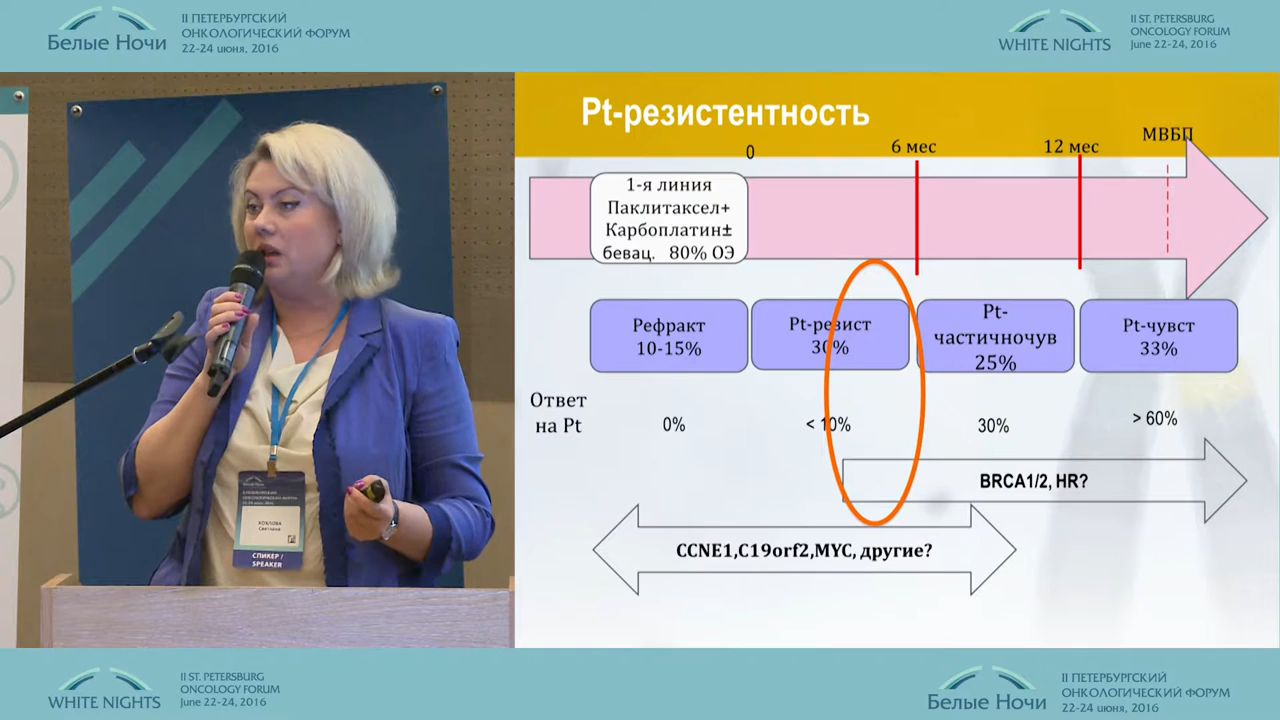 II ПЕТЕРБУРГСКИЙ
ОНКОЛОГИЧЕСКИЙ ФОРУМ
Белые Ночи
22-24 июня, 2016
II ST. PETERSBURG
ONCOLOGY FORUM
WHITE NIGHTS
June 22-24, 2016
Pt-резистентность
0
6 мес
12 мес
МВБП
1-я линия
Паклитаксел+
Карбоплатин±
бевац. 80% ОЭ
Рефракт
10-15%
Pt-резист
30%
Pt-
частичночув
25%
Pt-чувст
33%
Ответ
на Pt
0%
< 10%
30%
> 60%
BRCA1/2, HR?
CCNE1,C19orf2,MYC, другие?
Светлана
СПИКЕР /
SPEAKER
II ST. PETERSBURG
ONCOLOGY FORUM
WHITE NIGHTS
June 22-24, 2016
II ПЕТЕРБУРГСКИЙ
ОНКОЛОГИЧЕСКИЙ ФОРУМ
Белые Ночи
22-24 июня, 2016